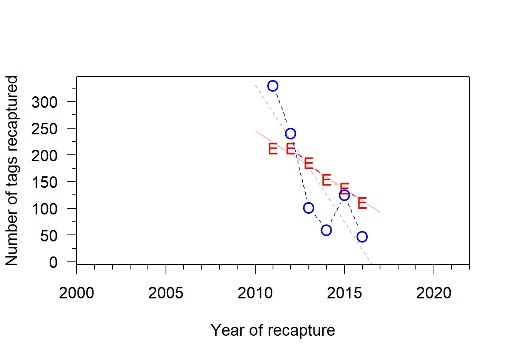 Number of tags recaptured
300
250
200
150
100
50
0
O
O
E E
E
O
E
O
E
O
E
O
2000 2005 2010 2015 2020
Year of recapture